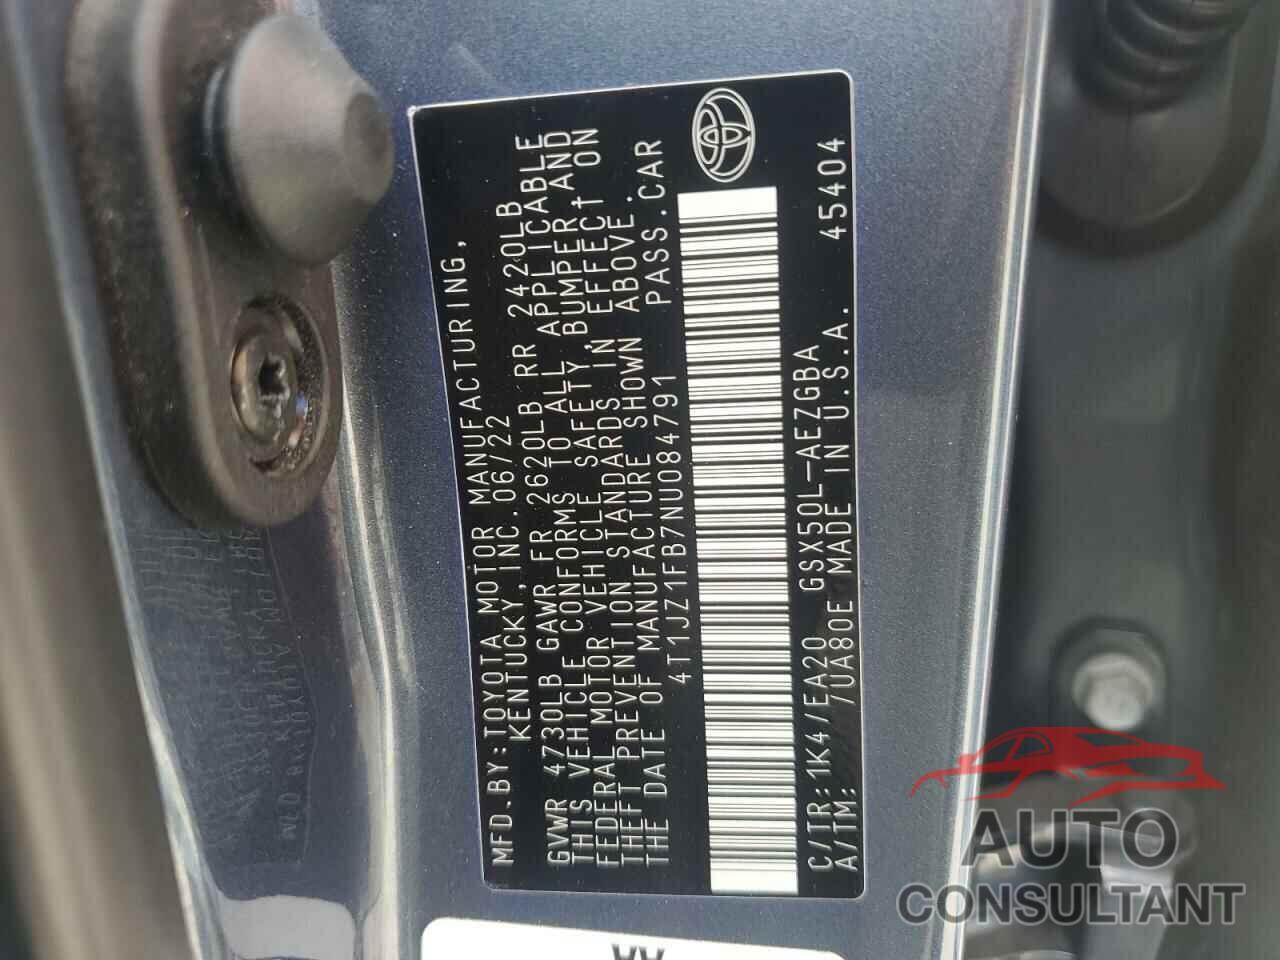 MFD.BY:TOYOTA MOTOR MANUFACTURING,
KENTUCKY,INC.06/22
GVWR 4730LB GAWR FR 2620LB RR 2420LB
THIS VEHICLE CONFORMS TO ALL APPLICABLE
FEDERAL MOTOR VEHICLE SAFETY,BUMPER AND
THEFT PREVENTION STANDARDS IN EFFECT ON
THE DATE OF MANUFACTURE SHOWN ABOVE.
4T1JZ1FB7NU084791 PASS.CAR
C/TR:1K4/EA20 GSX50L-AEZGBA
A/TM: 7UA80E MADE IN U.S.A. 45404
AUTO
CONSULTANT